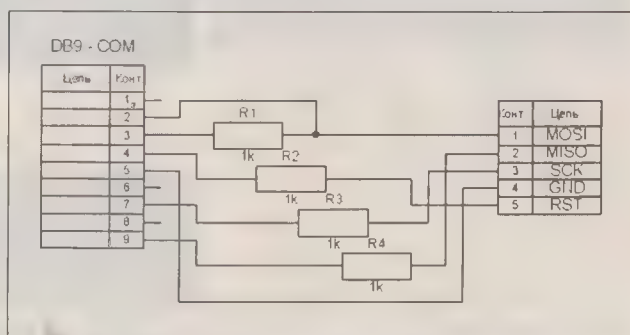 DB9 - COM
Цепь Конт
1
2
3
4
5
6
7
8
9
R1
1k
R2
1k
R3
1k
R4
1k
Конт Цепь
1 MOSI
2 MISO
3 SCK
4 GND
5 RST